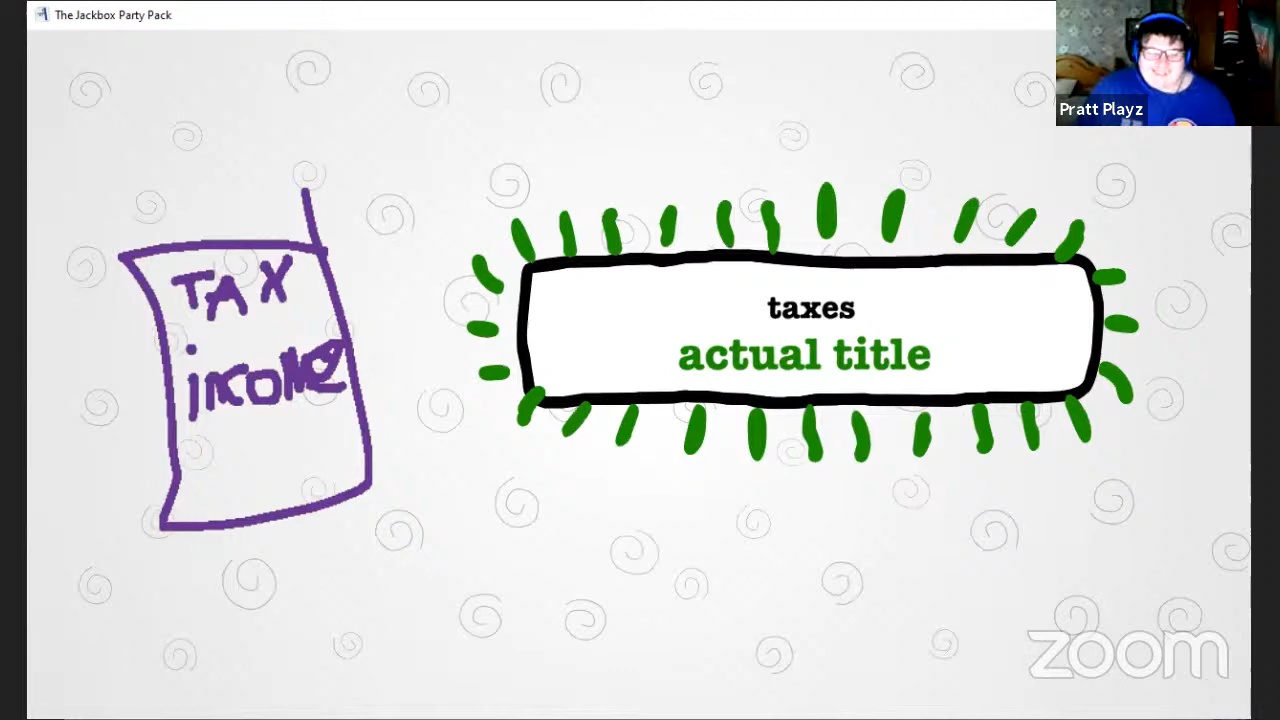 The Jackbox Party Pack
Pratt Playz
TAX
income
taxes
actual title
zoom